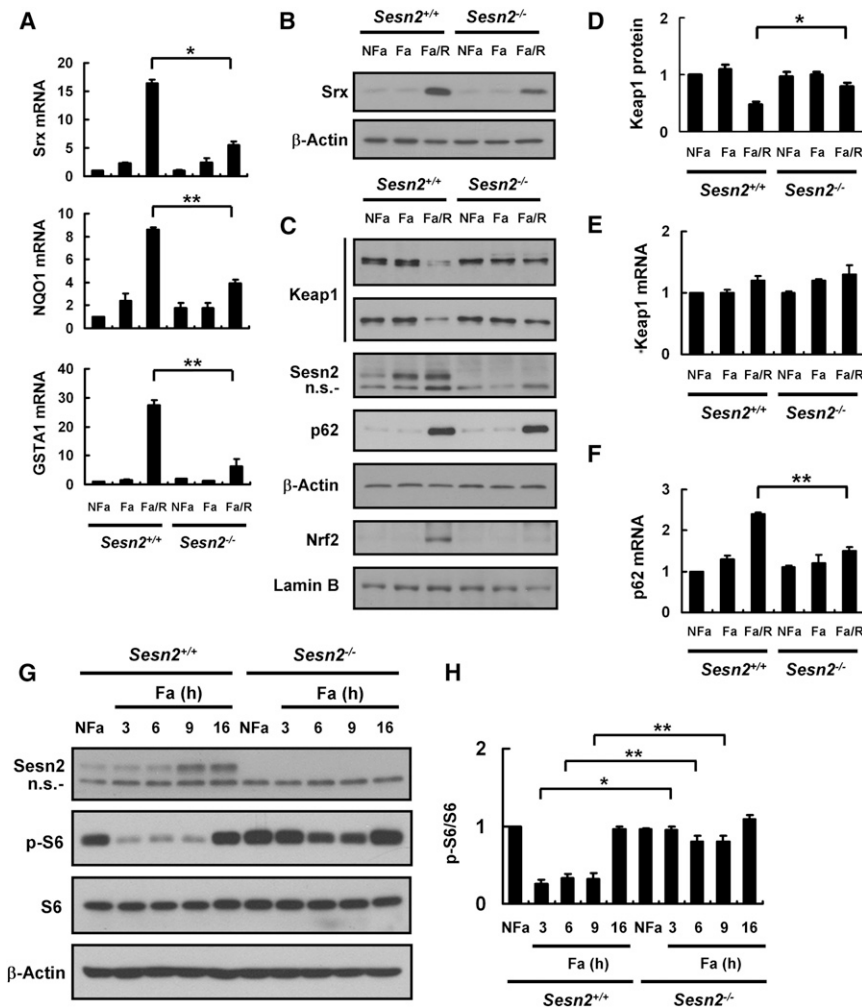 A
*
Srx mRNA
20
15
10
5
0
**
NQO1 mRNA
10
8
6
4
2
0
**
GSTA1 mRNA
40
30
20
10
0
NFa Fa Fa/R NFa Fa Fa/R
Sesn2+/+ Sesn2-/-
B
Sesn2+/+ Sesn2-/-
NFa Fa Fa/R NFa Fa Fa/R
Srx
β-Actin
Sesn2+/+ Sesn2-/-
NFa Fa Fa/R NFa Fa Fa/R
C
Keap1
Sesn2
n.s.-
p62
β-Actin
Nrf2
Lamin B
D
*
Keap1 protein
2
1
0
NFa Fa Fa/R NFa Fa Fa/R
Sesn2+/+ Sesn2-/-
E
Keap1 mRNA
2
1
0
NFa Fa Fa/R NFa Fa Fa/R
Sesn2+/+ Sesn2-/-
F
**
p62 mRNA
4
3
2
1
0
NFa Fa Fa/R NFa Fa Fa/R
Sesn2+/+ Sesn2-/-
G
Sesn2+/+ Sesn2-/-
Fa (h) Fa (h)
NFa 3 6 9 16 NFa 3 6 9 16
Sesn2
n.s.-
p-S6
S6
β-Actin
H
**
**
*
p-S6/S6
2
1
0
NFa 3 6 9 16 NFa 3 6 9 16
Fa (h) Fa (h)
Sesn2+/+ Sesn2-/-